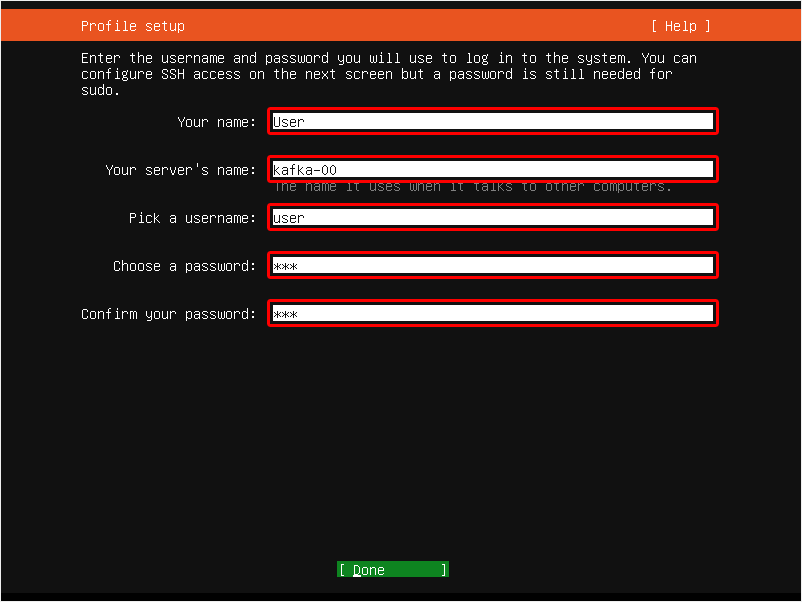 Profile setup [ Help ]
Enter the username and password you will use to log in to the system. You can
configure SSH access on the next screen but a password is still needed for
sudo.
Your name: User
Your server's name: kafka-00
The name it uses when it talks to other computers.
Pick a username: user
Choose a password: ***
Confirm your password: ***
[ Done ]